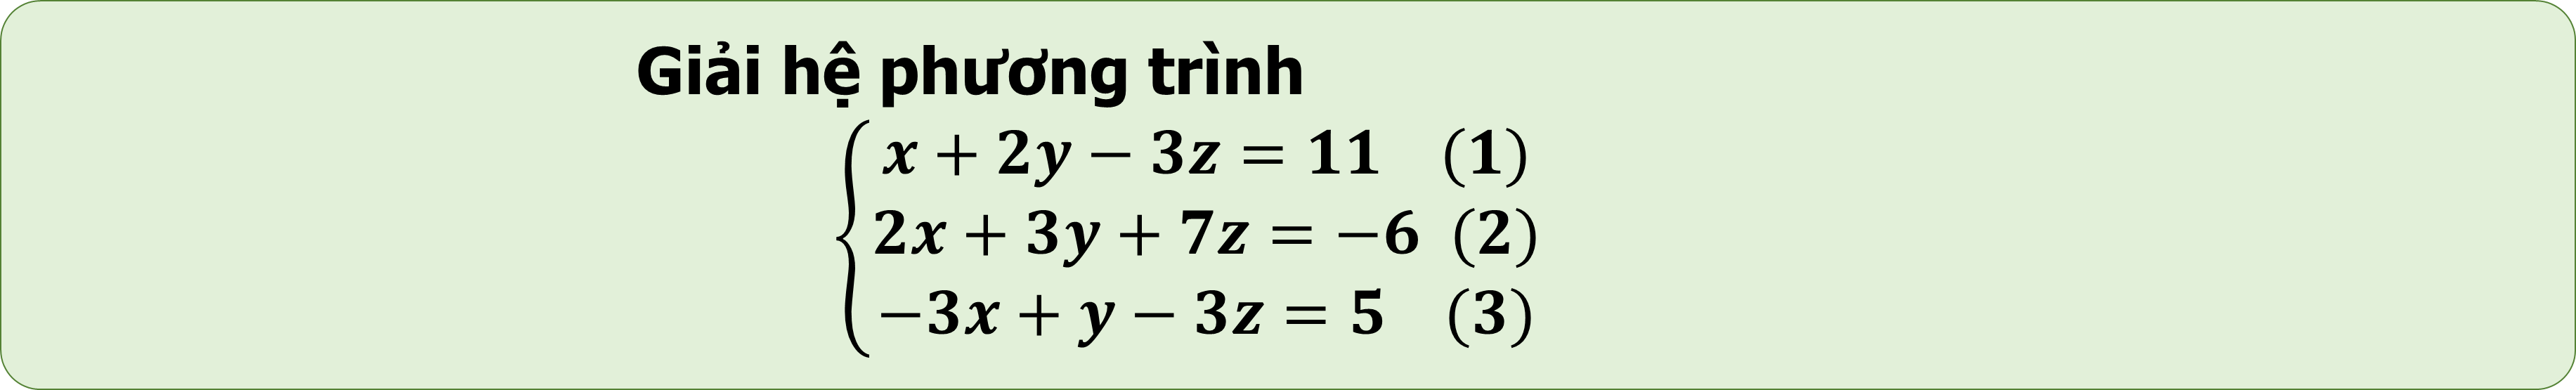 Giải hệ phương trình
x + 2y − 3z = 11 (1)
2x + 3y + 7z = −6 (2)
−3x + y − 3z = 5 (3)